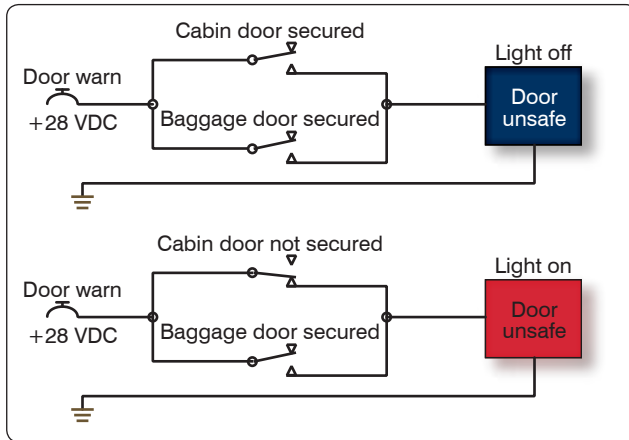 Cabin door secured
Light off
Door warn
+28 VDC
Baggage door secured
Door
unsafe
Cabin door not secured
Light on
Door warn
+28 VDC
Baggage door secured
Door
unsafe